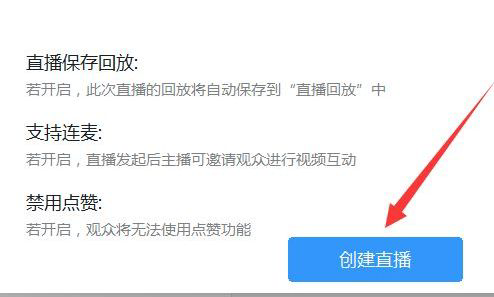 直播保存回放:
若开启，此次直播的回放将自动保存到“直播回放”中
支持连麦:
若开启，直播发起后主播可邀请观众进行视频互动
禁用点赞:
若开启，观众将无法使用点赞功能
创建直播